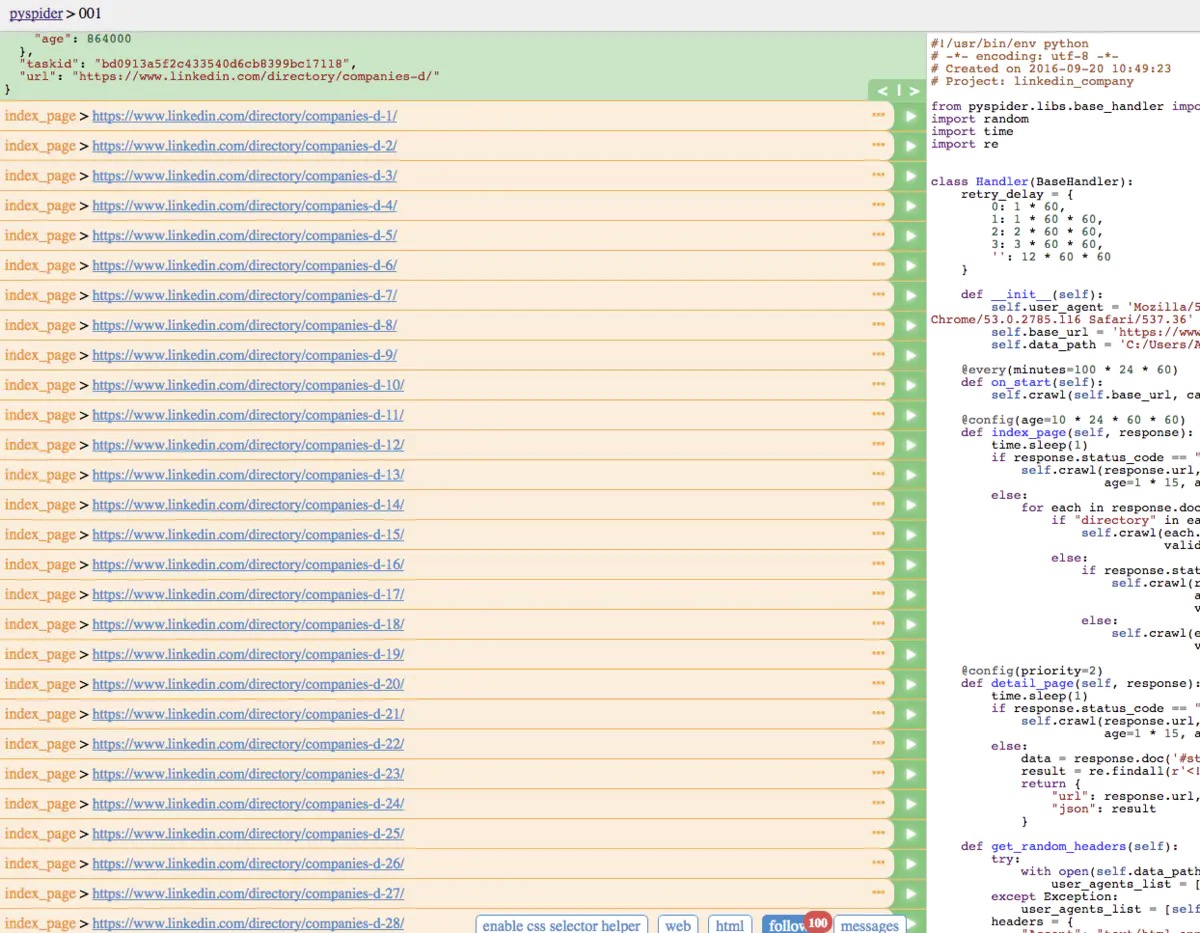 pyspider > 001
"age": 864000
},
"taskid": "bd0913a5f2c433540d6cb8399bc17118",
"url": "https://www.linkedin.com/directory/companies-d/"
}
< | >
index_page > https://www.linkedin.com/directory/companies-d-1/
index_page > https://www.linkedin.com/directory/companies-d-2/
index_page > https://www.linkedin.com/directory/companies-d-3/
index_page > https://www.linkedin.com/directory/companies-d-4/
index_page > https://www.linkedin.com/directory/companies-d-5/
index_page > https://www.linkedin.com/directory/companies-d-6/
index_page > https://www.linkedin.com/directory/companies-d-7/
index_page > https://www.linkedin.com/directory/companies-d-8/
index_page > https://www.linkedin.com/directory/companies-d-9/
index_page > https://www.linkedin.com/directory/companies-d-10/
index_page > https://www.linkedin.com/directory/companies-d-11/
index_page > https://www.linkedin.com/directory/companies-d-12/
index_page > https://www.linkedin.com/directory/companies-d-13/
index_page > https://www.linkedin.com/directory/companies-d-14/
index_page > https://www.linkedin.com/directory/companies-d-15/
index_page > https://www.linkedin.com/directory/companies-d-16/
index_page > https://www.linkedin.com/directory/companies-d-17/
index_page > https://www.linkedin.com/directory/companies-d-18/
index_page > https://www.linkedin.com/directory/companies-d-19/
index_page > https://www.linkedin.com/directory/companies-d-20/
index_page > https://www.linkedin.com/directory/companies-d-21/
index_page > https://www.linkedin.com/directory/companies-d-22/
index_page > https://www.linkedin.com/directory/companies-d-23/
index_page > https://www.linkedin.com/directory/companies-d-24/
index_page > https://www.linkedin.com/directory/companies-d-25/
index_page > https://www.linkedin.com/directory/companies-d-26/
index_page > https://www.linkedin.com/directory/companies-d-27/
index_page > https://www.linkedin.com/directory/companies-d-28/
enable css selector helper web html follow 100 messages
#!/usr/bin/env python
# -*- encoding: utf-8 -*-
# Created on 2016-09-20 10:49:23
# Project: linkedin_company
from pyspider.libs.base_handler impo
import random
import time
import re
class Handler(BaseHandler):
retry_delay = {
0: 1 * 60,
1: 1 * 60 * 60,
2: 2 * 60 * 60,
3: 3 * 60 * 60,
'': 12 * 60 * 60
}
def __init__(self):
self.user_agent = 'Mozilla/5
Chrome/53.0.2785.116 Safari/537.36'
self.base_url = 'https://www
self.data_path = 'C:/Users/A
@every(minutes=100 * 24 * 60)
def on_start(self):
self.crawl(self.base_url, ca
@config(age=10 * 24 * 60 * 60)
def index_page(self, response):
time.sleep(1)
if response.status_code == "
self.crawl(response.url,
age=1 * 15, a
else:
for each in response.doc
if "directory" in ea
self.crawl(each.
valid
else:
if response.stat
self.crawl(r
a
v
else:
self.crawl(e
v
@config(priority=2)
def detail_page(self, response):
time.sleep(1)
if response.status_code == "
self.crawl(response.url,
age=1 * 15, a
else:
data = response.doc('#st
result = re.findall(r'<!
return {
"url": response.url,
"json": result
}
def get_random_headers(self):
try:
with open(self.data_path
user_agents_list = [
except Exception:
user_agents_list = [self
headers = {